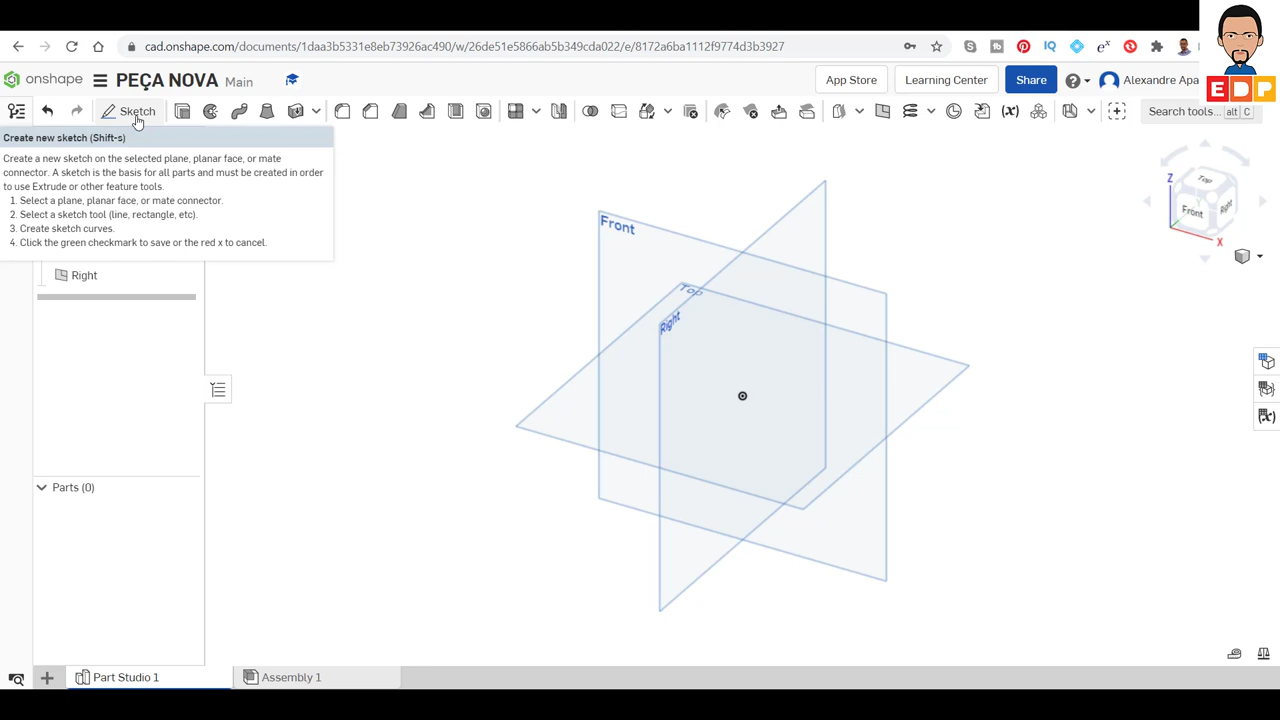 cad.onshape.com/documents/1daa3b5331e8eb73926ac490/w/26de51e5866ab5b349cda022/e/8172a6ba1112f9774d3b3927
IQ
e^x
onshape
PEÇA NOVA
Main
App Store
Learning Center
Share
Alexandre Apa
EDP
Sketch
(x)
Search tools...
alt
C
Create new sketch (Shift-s)
Create a new sketch on the selected plane, planar face, or mate
connector. A sketch is the basis for all parts and must be created in order
to use Extrude or other feature tools.
1. Select a plane, planar face, or mate connector.
2. Select a sketch tool (line, rectangle, etc).
3. Create sketch curves.
4. Click the green checkmark to save or the red x to cancel.
Right
Front
Top
Right
Z
Top
Front
Right
X
(x)
Parts (0)
Part Studio 1
Assembly 1